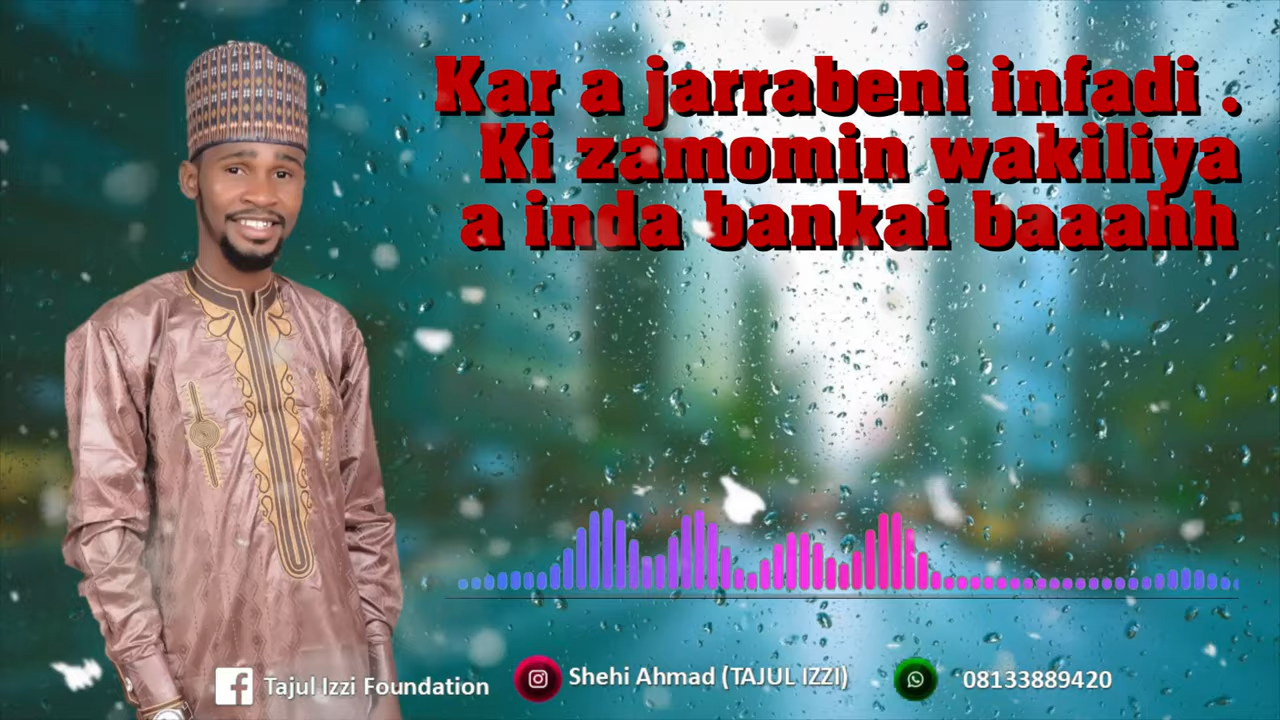 Kar a jarrabeni infadi .
Ki zamomin wakiliya
a inda bankai baaahh
Tajul Izzi Foundation
Shehi Ahmad (TAJUL IZZI)
08133889420